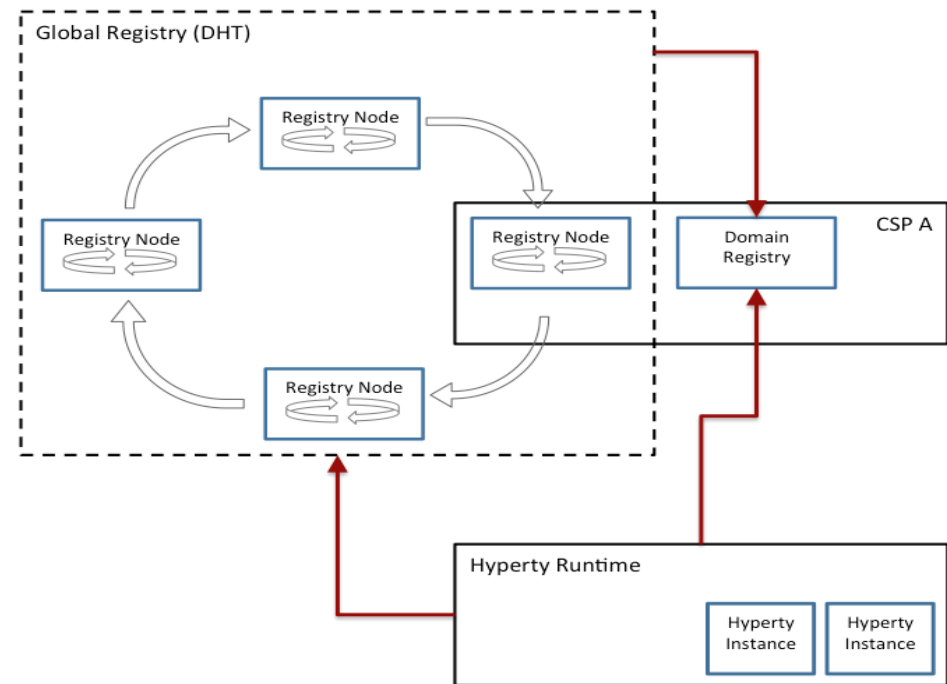 Global Registry (DHT)
Registry Node
Registry Node
Registry Node
CSP A
Domain
Registry
Registry Node
Hyperty Runtime
Hyperty
Instance
Hyperty
Instance